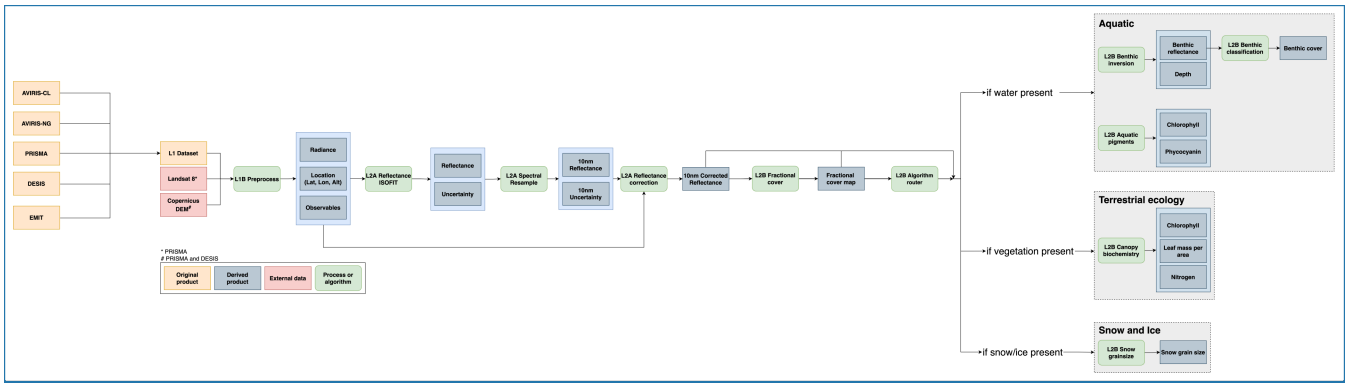 AVIRIS-CL
AVIRIS-NG
PRISMA
DESIS
EMIT
L1 Dataset
Landsat 8*
Copernicus
DEM#
L1B Preprocess
Radiance
Location
(Lat, Lon, Alt)
Observables
L2A Reflectance
ISOFIT
Reflectance
Uncertainty
L2A Spectral
Resample
10nm
Reflectance
10nm
Uncertainty
L2A Reflectance
correction
10nm Corrected
Reflectance
L2B Fractional
cover
Fractional
cover map
L2B Algorithm
router
if water present
Aquatic
L2B Benthic
inversion
Benthic
reflectance
Depth
L2B Benthic
classification
Benthic cover
L2B Aquatic
pigments
Chlorophyll
Phycocyanin
if vegetation present
Terrestrial ecology
L2B Canopy
biochemistry
Chlorophyll
Leaf mass per
area
Nitrogen
if snow/ice present
Snow and Ice
L2B Snow
grainsize
Snow grain size
* PRISMA
# PRISMA and DESIS
Original
product
Derived
product
External data
Process or
algorithm